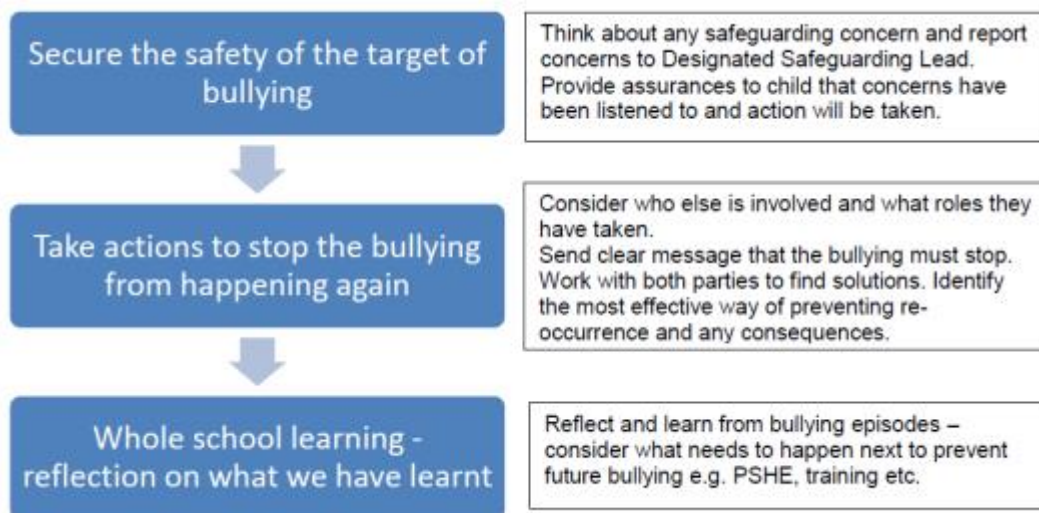 Secure the safety of the target of
bullying
Think about any safeguarding concern and report
concerns to Designated Safeguarding Lead.
Provide assurances to child that concerns have
been listened to and action will be taken.
Take actions to stop the bullying
from happening again
Consider who else is involved and what roles they
have taken.
Send clear message that the bullying must stop.
Work with both parties to find solutions. Identify
the most effective way of preventing re-
occurrence and any consequences.
Whole school learning -
reflection on what we have learnt
Reflect and learn from bullying episodes –
consider what needs to happen next to prevent
future bullying e.g. PSHE, training etc.